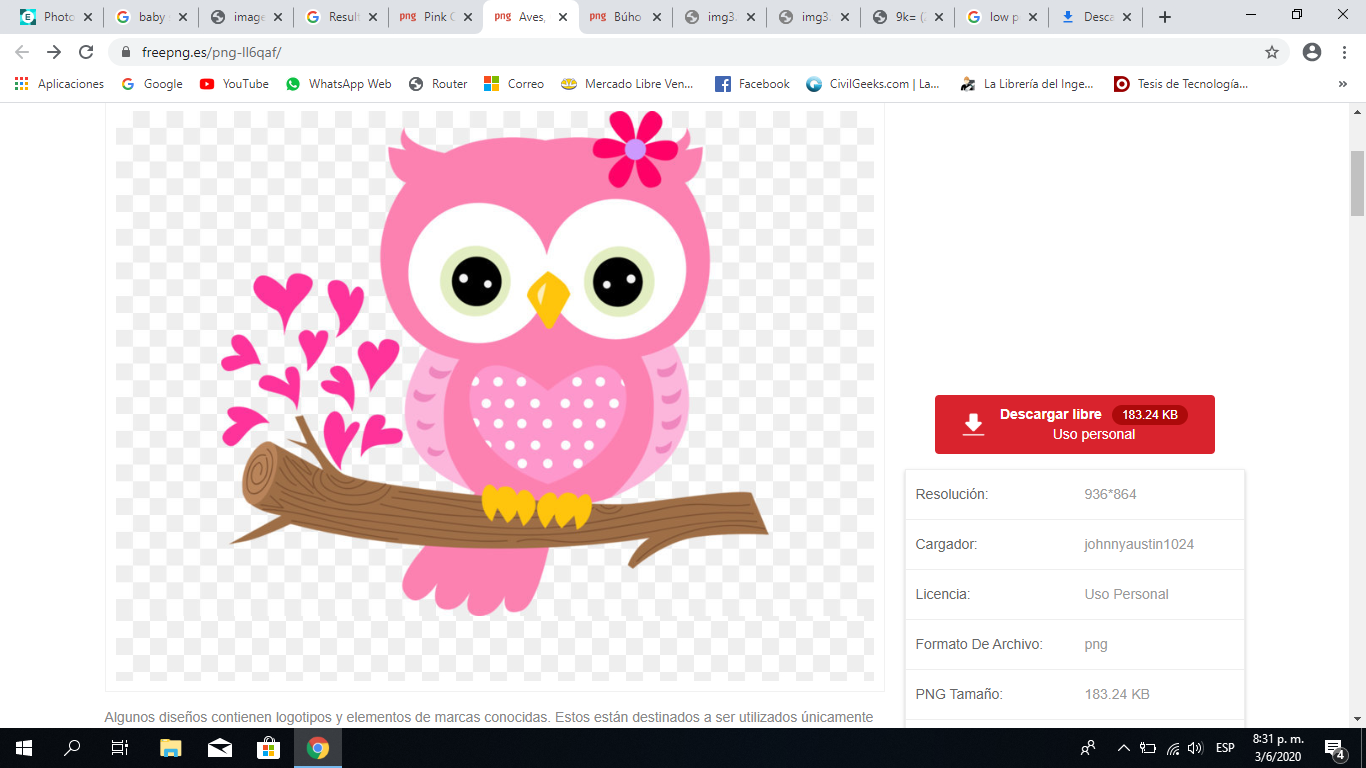 Photo
baby
image
Result
Pink
Aves,
Búho
img3.
img3.
9k=
low p
Desca
freepng.es/png-ll6qaf/
Aplicaciones
Google
YouTube
WhatsApp Web
Router
Correo
Mercado Libre Ven...
Facebook
CivilGeeks.com | La...
La Librería del Inge...
Tesis de Tecnología...
»
Descargar libre 183.24 KB
Uso personal
Resolución: 936*864
Cargador: johnnyaustin1024
Licencia: Uso Personal
Formato De Archivo: png
PNG Tamaño: 183.24 KB
Algunos diseños contienen logotipos y elementos de marcas conocidas. Estos están destinados a ser utilizados únicamente
ESP
8:31 p. m.
3/6/2020
4